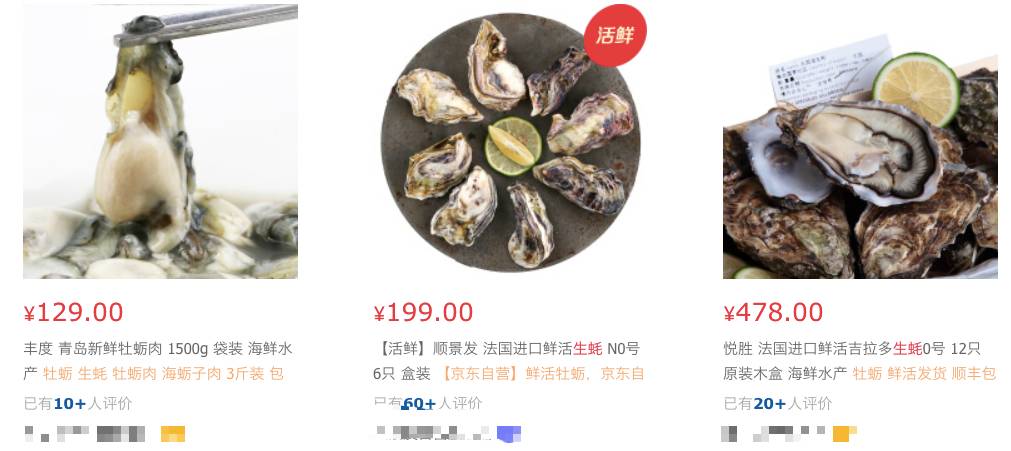 活鲜
¥129.00
丰度 青岛新鲜牡蛎肉 1500g 袋装 海鲜水
产 牡蛎 生蚝 牡蛎肉 海蛎子肉 3斤装 包
已有10+人评价
¥199.00
【活鲜】顺景发 法国进口鲜活生蚝 N0号
6只 盒装 【京东自营】鲜活牡蛎，京东自
已有60+人评价
¥478.00
悦胜 法国进口鲜活吉拉多生蚝0号 12只
原装木盒 海鲜水产 牡蛎 鲜活发货 顺丰包
已有20+人评价